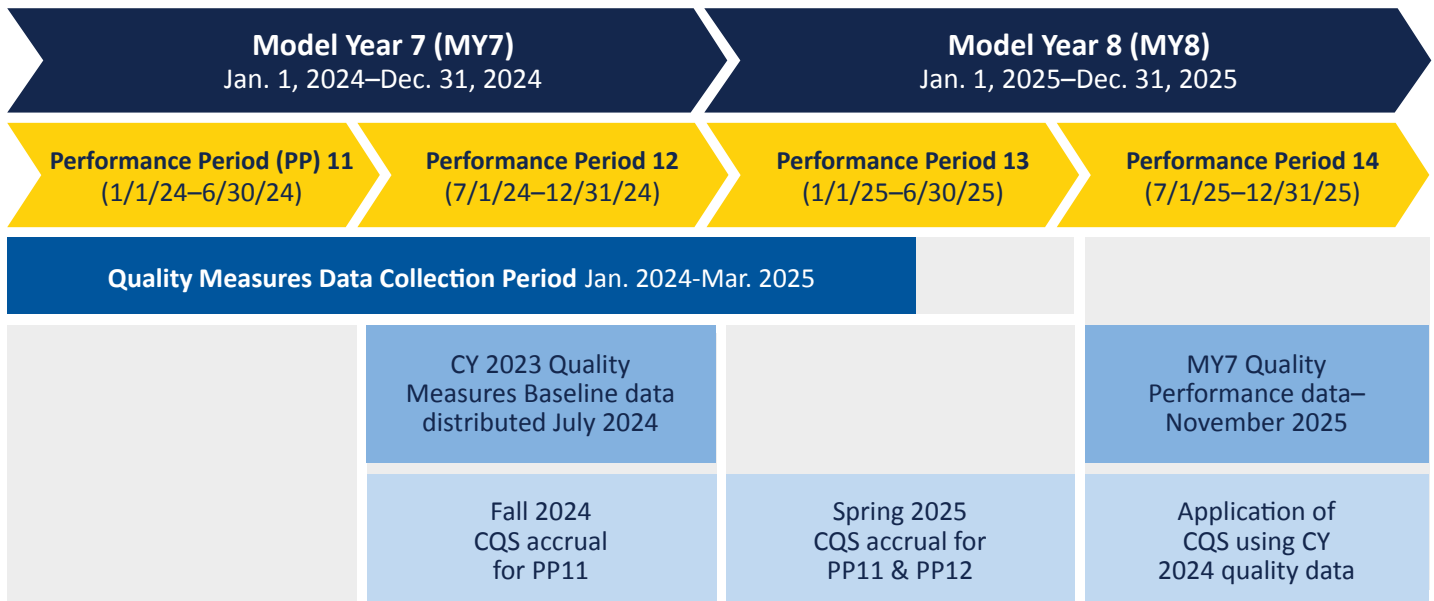 Model Year 7 (MY7)
Jan. 1, 2024–Dec. 31, 2024
Model Year 8 (MY8)
Jan. 1, 2025–Dec. 31, 2025
Performance Period (PP) 11
(1/1/24–6/30/24)
Performance Period 12
(7/1/24–12/31/24)
Performance Period 13
(1/1/25–6/30/25)
Performance Period 14
(7/1/25–12/31/25)
Quality Measures Data Collection Period Jan. 2024-Mar. 2025
CY 2023 Quality
Measures Baseline data
distributed July 2024
MY7 Quality
Performance data–
November 2025
Fall 2024
CQS accrual
for PP11
Spring 2025
CQS accrual for
PP11 & PP12
Application of
CQS using CY
2024 quality data